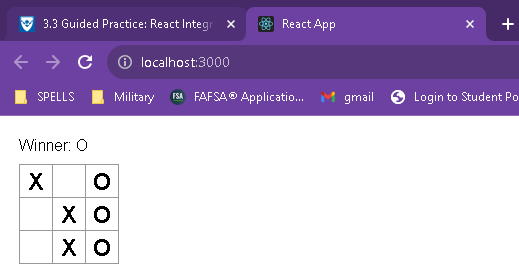 3.3 Guided Practice: React Integr
React App
localhost:3000
SPELLS
Military
FSA
FAFSA® Applicatio...
gmail
Login to Student Po
Winner: O
X O
X O
X O